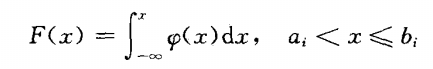 F(x) = ∫_{-∞}^{x} φ(x)dx,  a_i < x ⩽ b_i